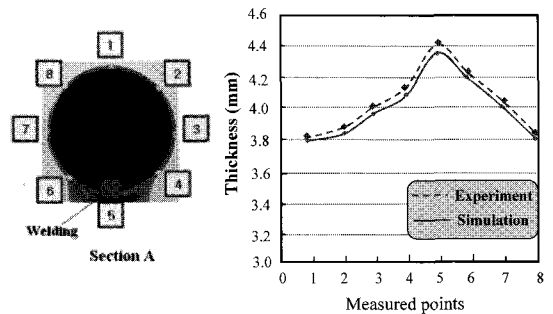 1
8
2
7
3
6
4
5
Welding
Section A
Thickness (mm)
4.6
4.4
4.2
4.0
3.8
3.6
3.4
3.2
3.0
Experiment
Simulation
0 1 2 3 4 5 6 7 8
Measured points